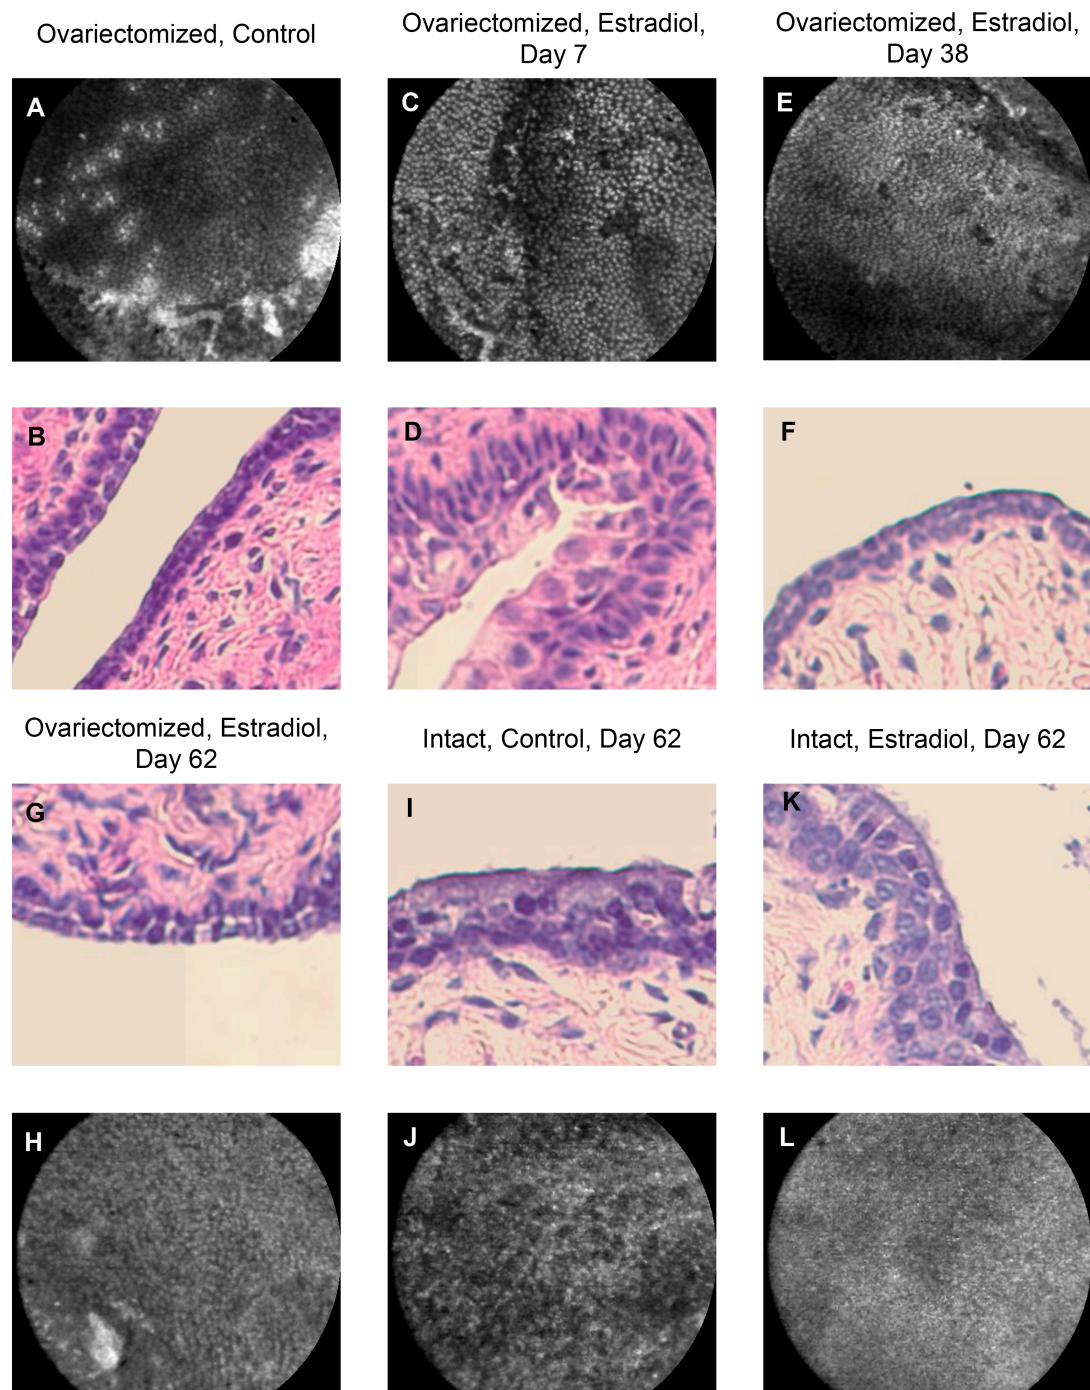 Ovariectomized, Control
Ovariectomized, Estradiol,
Day 7
Ovariectomized, Estradiol,
Day 38
A
C
E
B
D
F
Ovariectomized, Estradiol,
Day 62
Intact, Control, Day 62
Intact, Estradiol, Day 62
G
I
K
H
J
L